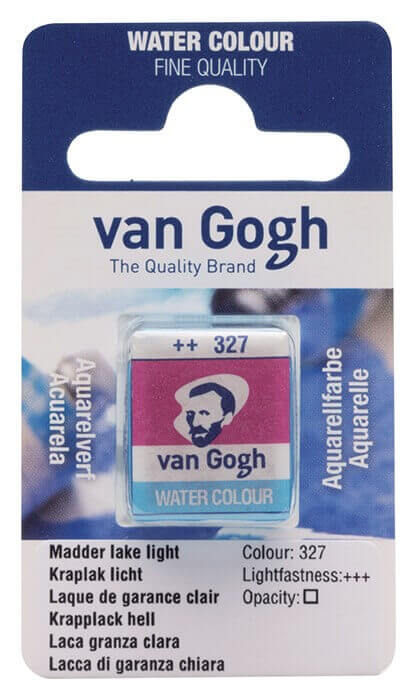 WATER COLOUR
FINE QUALITY
van Gogh
The Quality Brand
++ 327
van Gogh
WATER COLOUR
Aquarelverf
Acuarela
Aquarellfarbe
Aquarelle
Madder lake light
Kraplak licht
Laque de garance clair
Krapplack hell
Laca granza clara
Lacca di garanza chiara
Colour: 327
Lightfastness:+++
Opacity: □